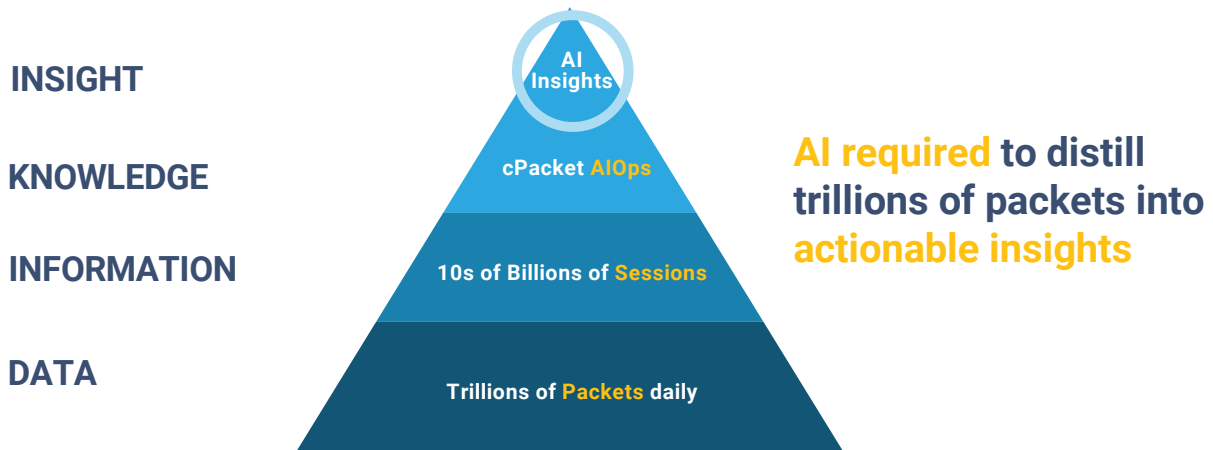 INSIGHT
AI
Insights
KNOWLEDGE
cPacket AIOps
INFORMATION
10s of Billions of Sessions
DATA
Trillions of Packets daily
AI required to distill
trillions of packets into
actionable insights